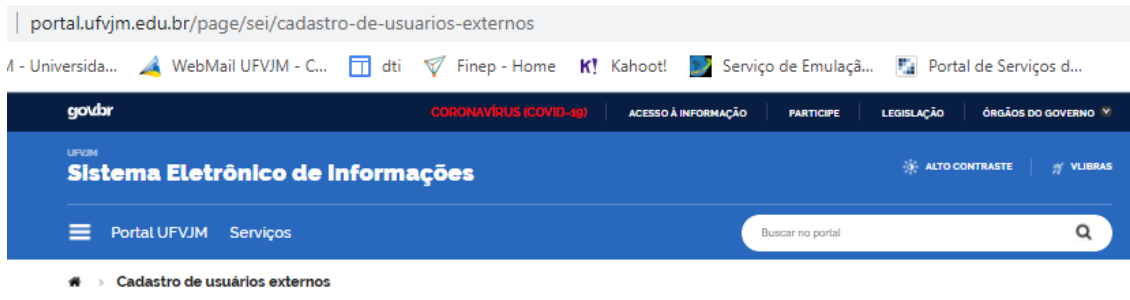 portal.ufvjm.edu.br/page/sei/cadastro-de-usuarios-externos
M - Universida... WebMail UFVJM - C... dti Finep - Home K! Kahoot! Serviço de Emulaçã... Portal de Serviços d...
govbr CORONAVÍRUS (COVID-19) ACESSO À INFORMAÇÃO PARTICIPE LEGISLAÇÃO ÓRGÃOS DO GOVERNO
UFVJM
Sistema Eletrônico de Informações
ALTO CONTRASTE VLIBRAS
Portal UFVJM Serviços Buscar no portal
> Cadastro de usuários externos